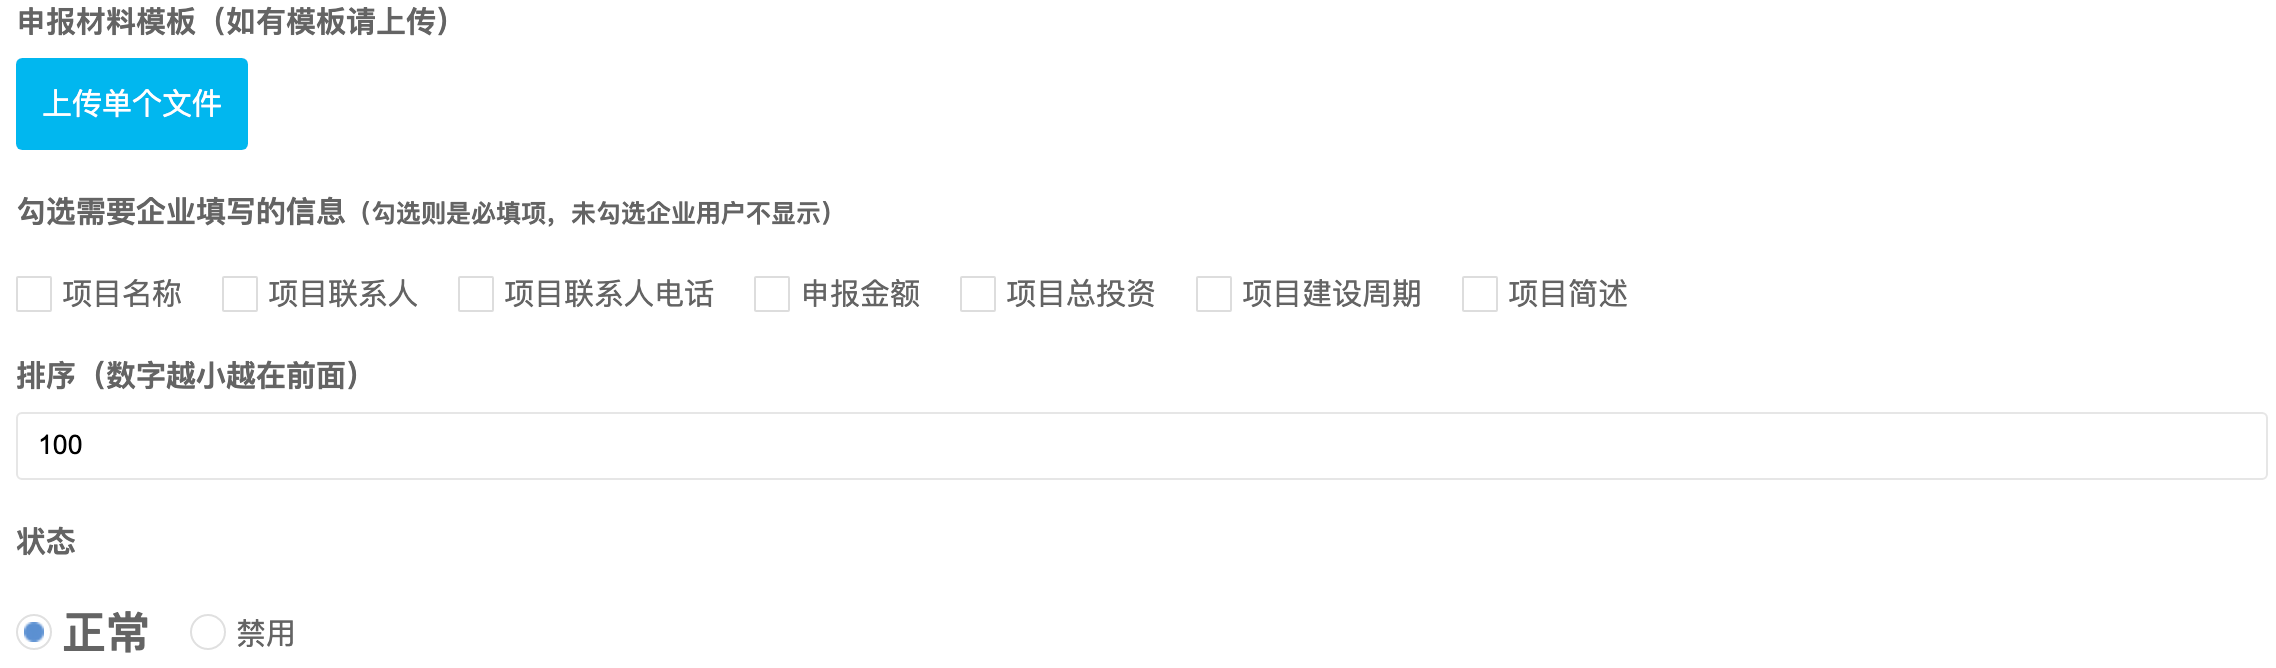 申报材料模板（如有模板请上传）
上传单个文件
勾选需要企业填写的信息（勾选则是必填项，未勾选企业用户不显示）
项目名称 项目联系人 项目联系人电话 申报金额 项目总投资 项目建设周期 项目简述
排序（数字越小越在前面）
100
状态
正常 禁用